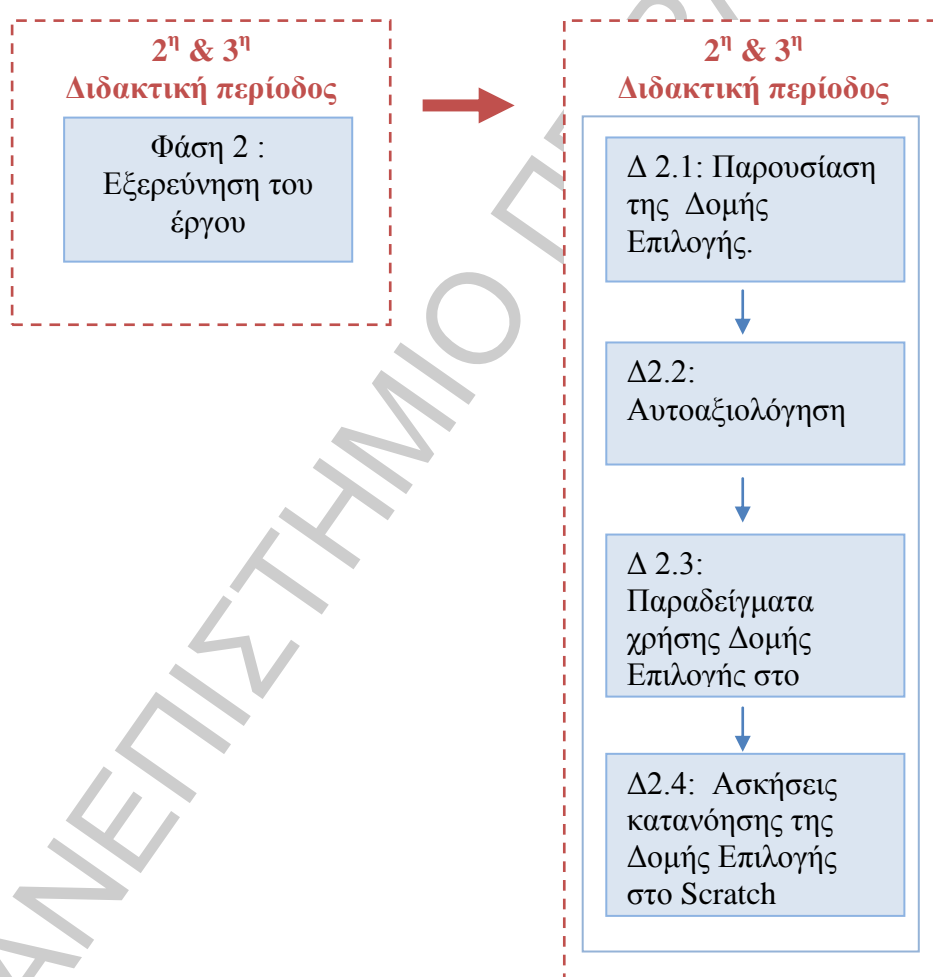 2η & 3η
Διδακτική περίοδος
Φάση 2 :
Εξερεύνηση του
έργου
2η & 3η
Διδακτική περίοδος
Δ 2.1: Παρουσίαση
της Δομής
Επιλογής.
Δ2.2:
Αυτοαξιολόγηση
Δ 2.3:
Παραδείγματα
χρήσης Δομής
Επιλογής στο
Δ2.4: Ασκήσεις
κατανόησης της
Δομής Επιλογής
στο Scratch
ΑΝΕΠΙΣΤΗΜΙΟ